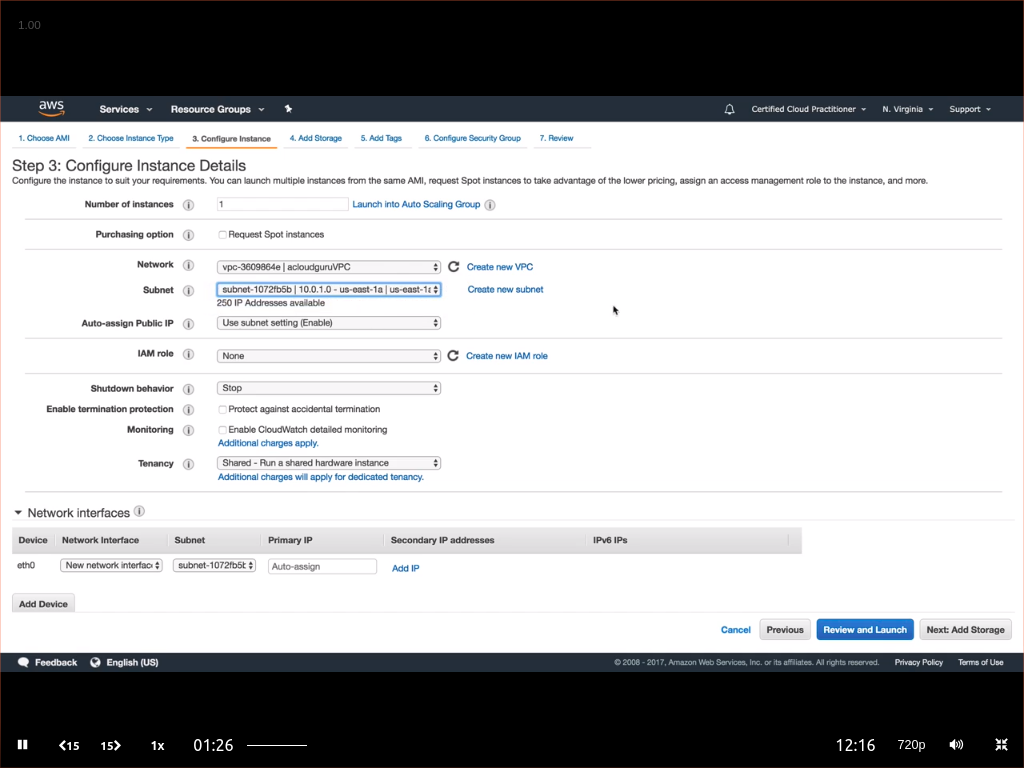 1.00
aws Services Resource Groups Certified Cloud Practitioner N. Virginia Support
1. Choose AMI 2. Choose Instance Type 3. Configure Instance 4. Add Storage 5. Add Tags 6. Configure Security Group 7. Review
Step 3: Configure Instance Details
Configure the instance to suit your requirements. You can launch multiple instances from the same AMI, request Spot instances to take advantage of the lower pricing, assign an access management role to the instance, and more.
Number of instances 1 Launch into Auto Scaling Group
Purchasing option Request Spot instances
Network vpc-3609864e | acloudguruVPC Create new VPC
Subnet subnet-1072fb5b | 10.0.1.0 - us-east-1a | us-east-1a Create new subnet
250 IP Addresses available
Auto-assign Public IP Use subnet setting (Enable)
IAM role None Create new IAM role
Shutdown behavior Stop
Enable termination protection Protect against accidental termination
Monitoring Enable CloudWatch detailed monitoring
Additional charges apply.
Tenancy Shared - Run a shared hardware instance
Additional charges will apply for dedicated tenancy.
Network interfaces
Device Network Interface Subnet Primary IP Secondary IP addresses IPv6 IPs
eth0 New network interfac subnet-1072fb5b Auto-assign Add IP
Add Device
Cancel Previous Review and Launch Next: Add Storage
Feedback English (US) © 2008 - 2017, Amazon Web Services, Inc. or its affiliates. All rights reserved. Privacy Policy Terms of Use
15 15 1x 01:26 12:16 720p